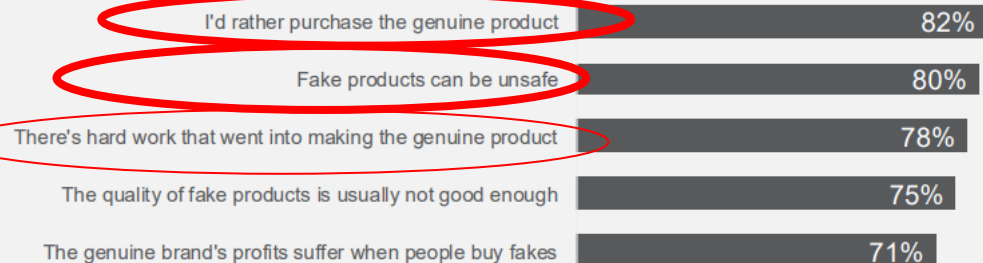 I'd rather purchase the genuine product 82%
Fake products can be unsafe 80%
There's hard work that went into making the genuine product 78%
The quality of fake products is usually not good enough 75%
The genuine brand's profits suffer when people buy fakes 71%